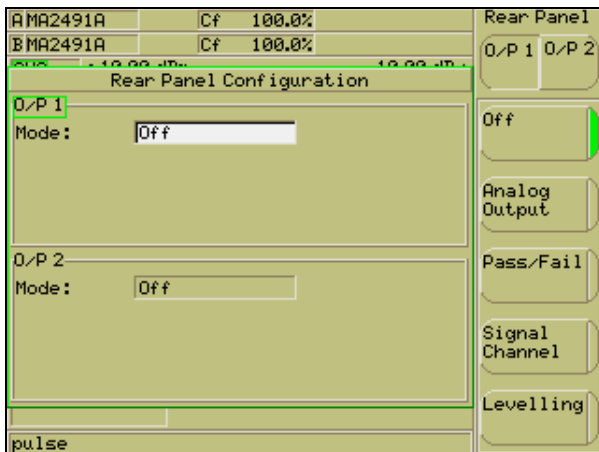 A MA2491A Cf 100.0%
B MA2491A Cf 100.0%
Rear Panel Configuration
O/P 1
Mode: Off
O/P 2
Mode: Off
pulse
Rear Panel
O/P 1 O/P 2
Off
Analog
Output
Pass/Fail
Signal
Channel
Levelling